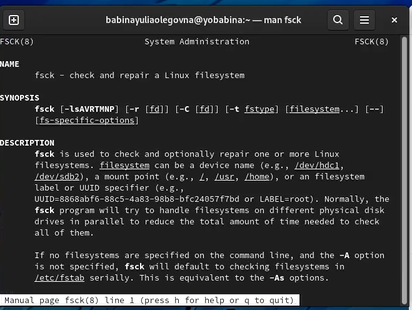 babinayuliaolegovna@yobabina:~ — man fsck
FSCK(8) System Administration FSCK(8)
NAME
fsck - check and repair a Linux filesystem
SYNOPSIS
fsck [-lsAVRTMNP] [-r [fd]] [-C [fd]] [-t fstype] [filesystem...] [--]
[fs-specific-options]
DESCRIPTION
fsck is used to check and optionally repair one or more Linux
filesystems. filesystem can be a device name (e.g., /dev/hdc1,
/dev/sdb2), a mount point (e.g., /, /usr, /home), or an filesystem
label or UUID specifier (e.g.,
UUID=8868abf6-88c5-4a83-98b8-bfc24057f7bd or LABEL=root). Normally, the
fsck program will try to handle filesystems on different physical disk
drives in parallel to reduce the total amount of time needed to check
all of them.
If no filesystems are specified on the command line, and the -A option
is not specified, fsck will default to checking filesystems in
/etc/fstab serially. This is equivalent to the -As options.
Manual page fsck(8) line 1 (press h for help or q to quit)